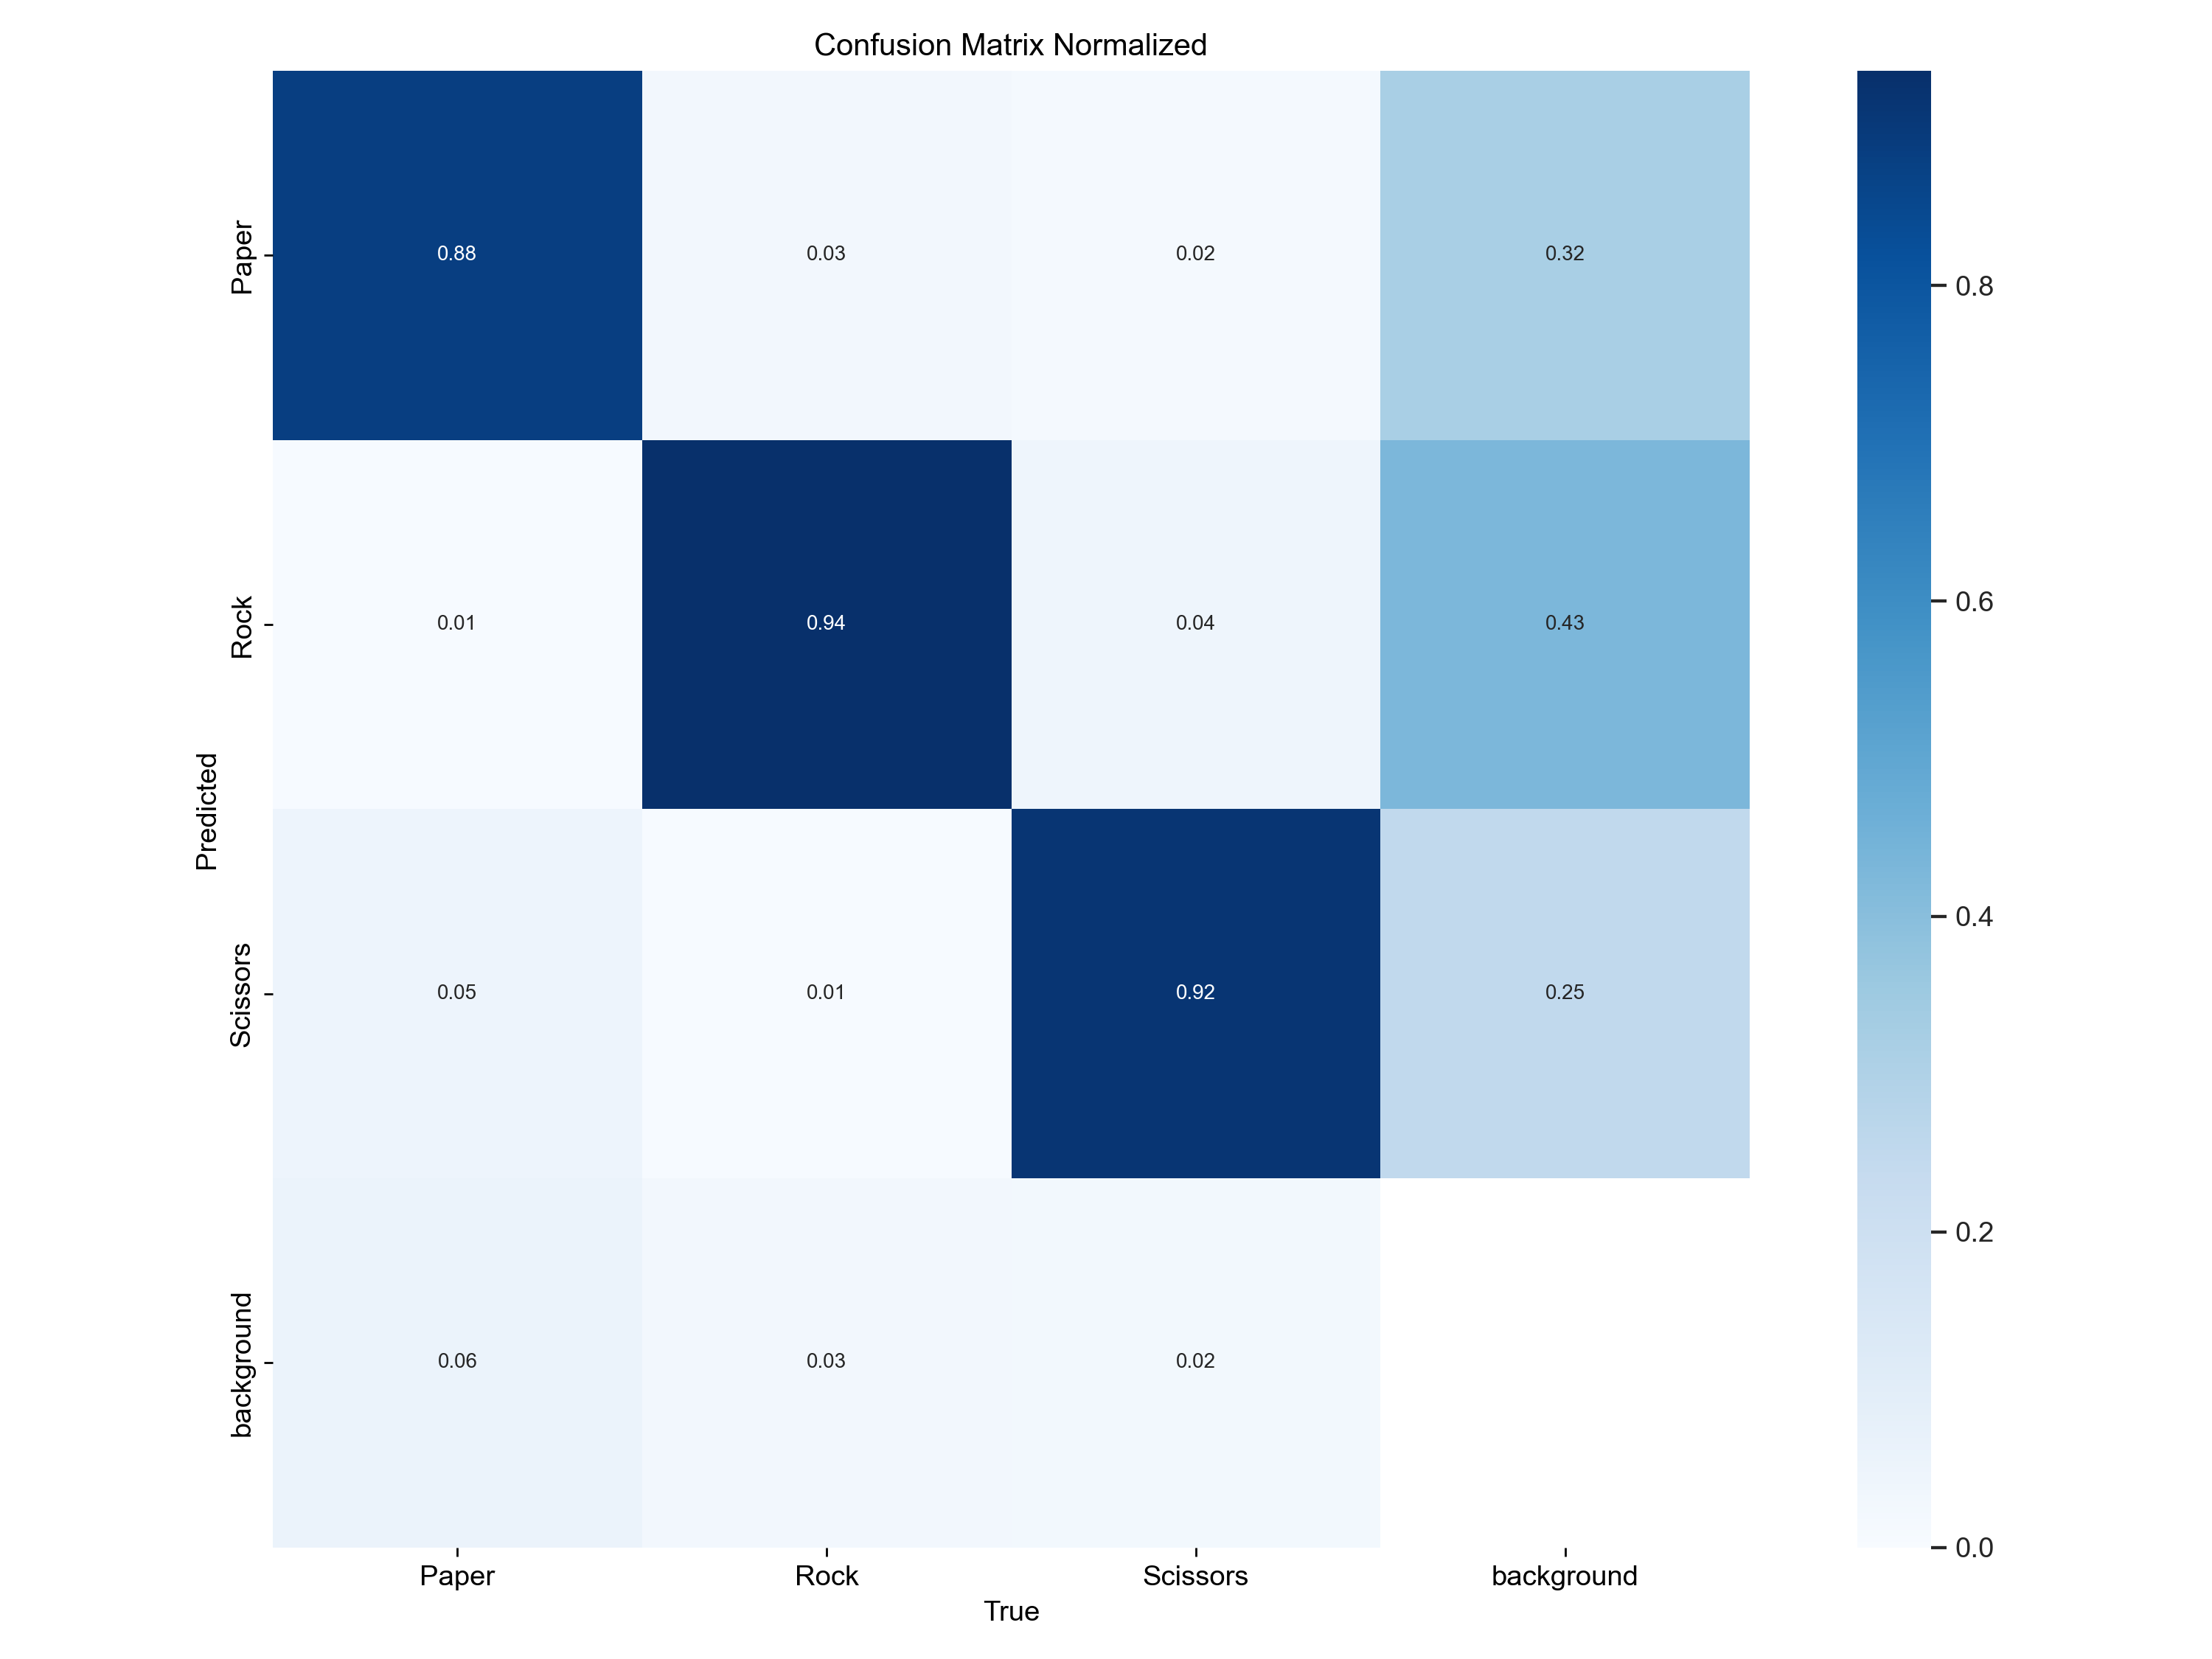 Confusion Matrix Normalized
Paper
0.88
0.03
0.02
0.32
Rock
0.01
0.94
0.04
0.43
Scissors
0.05
0.01
0.92
0.25
background
0.06
0.03
0.02
Predicted
Paper
Rock
Scissors
background
True
0.8
0.6
0.4
0.2
0.0